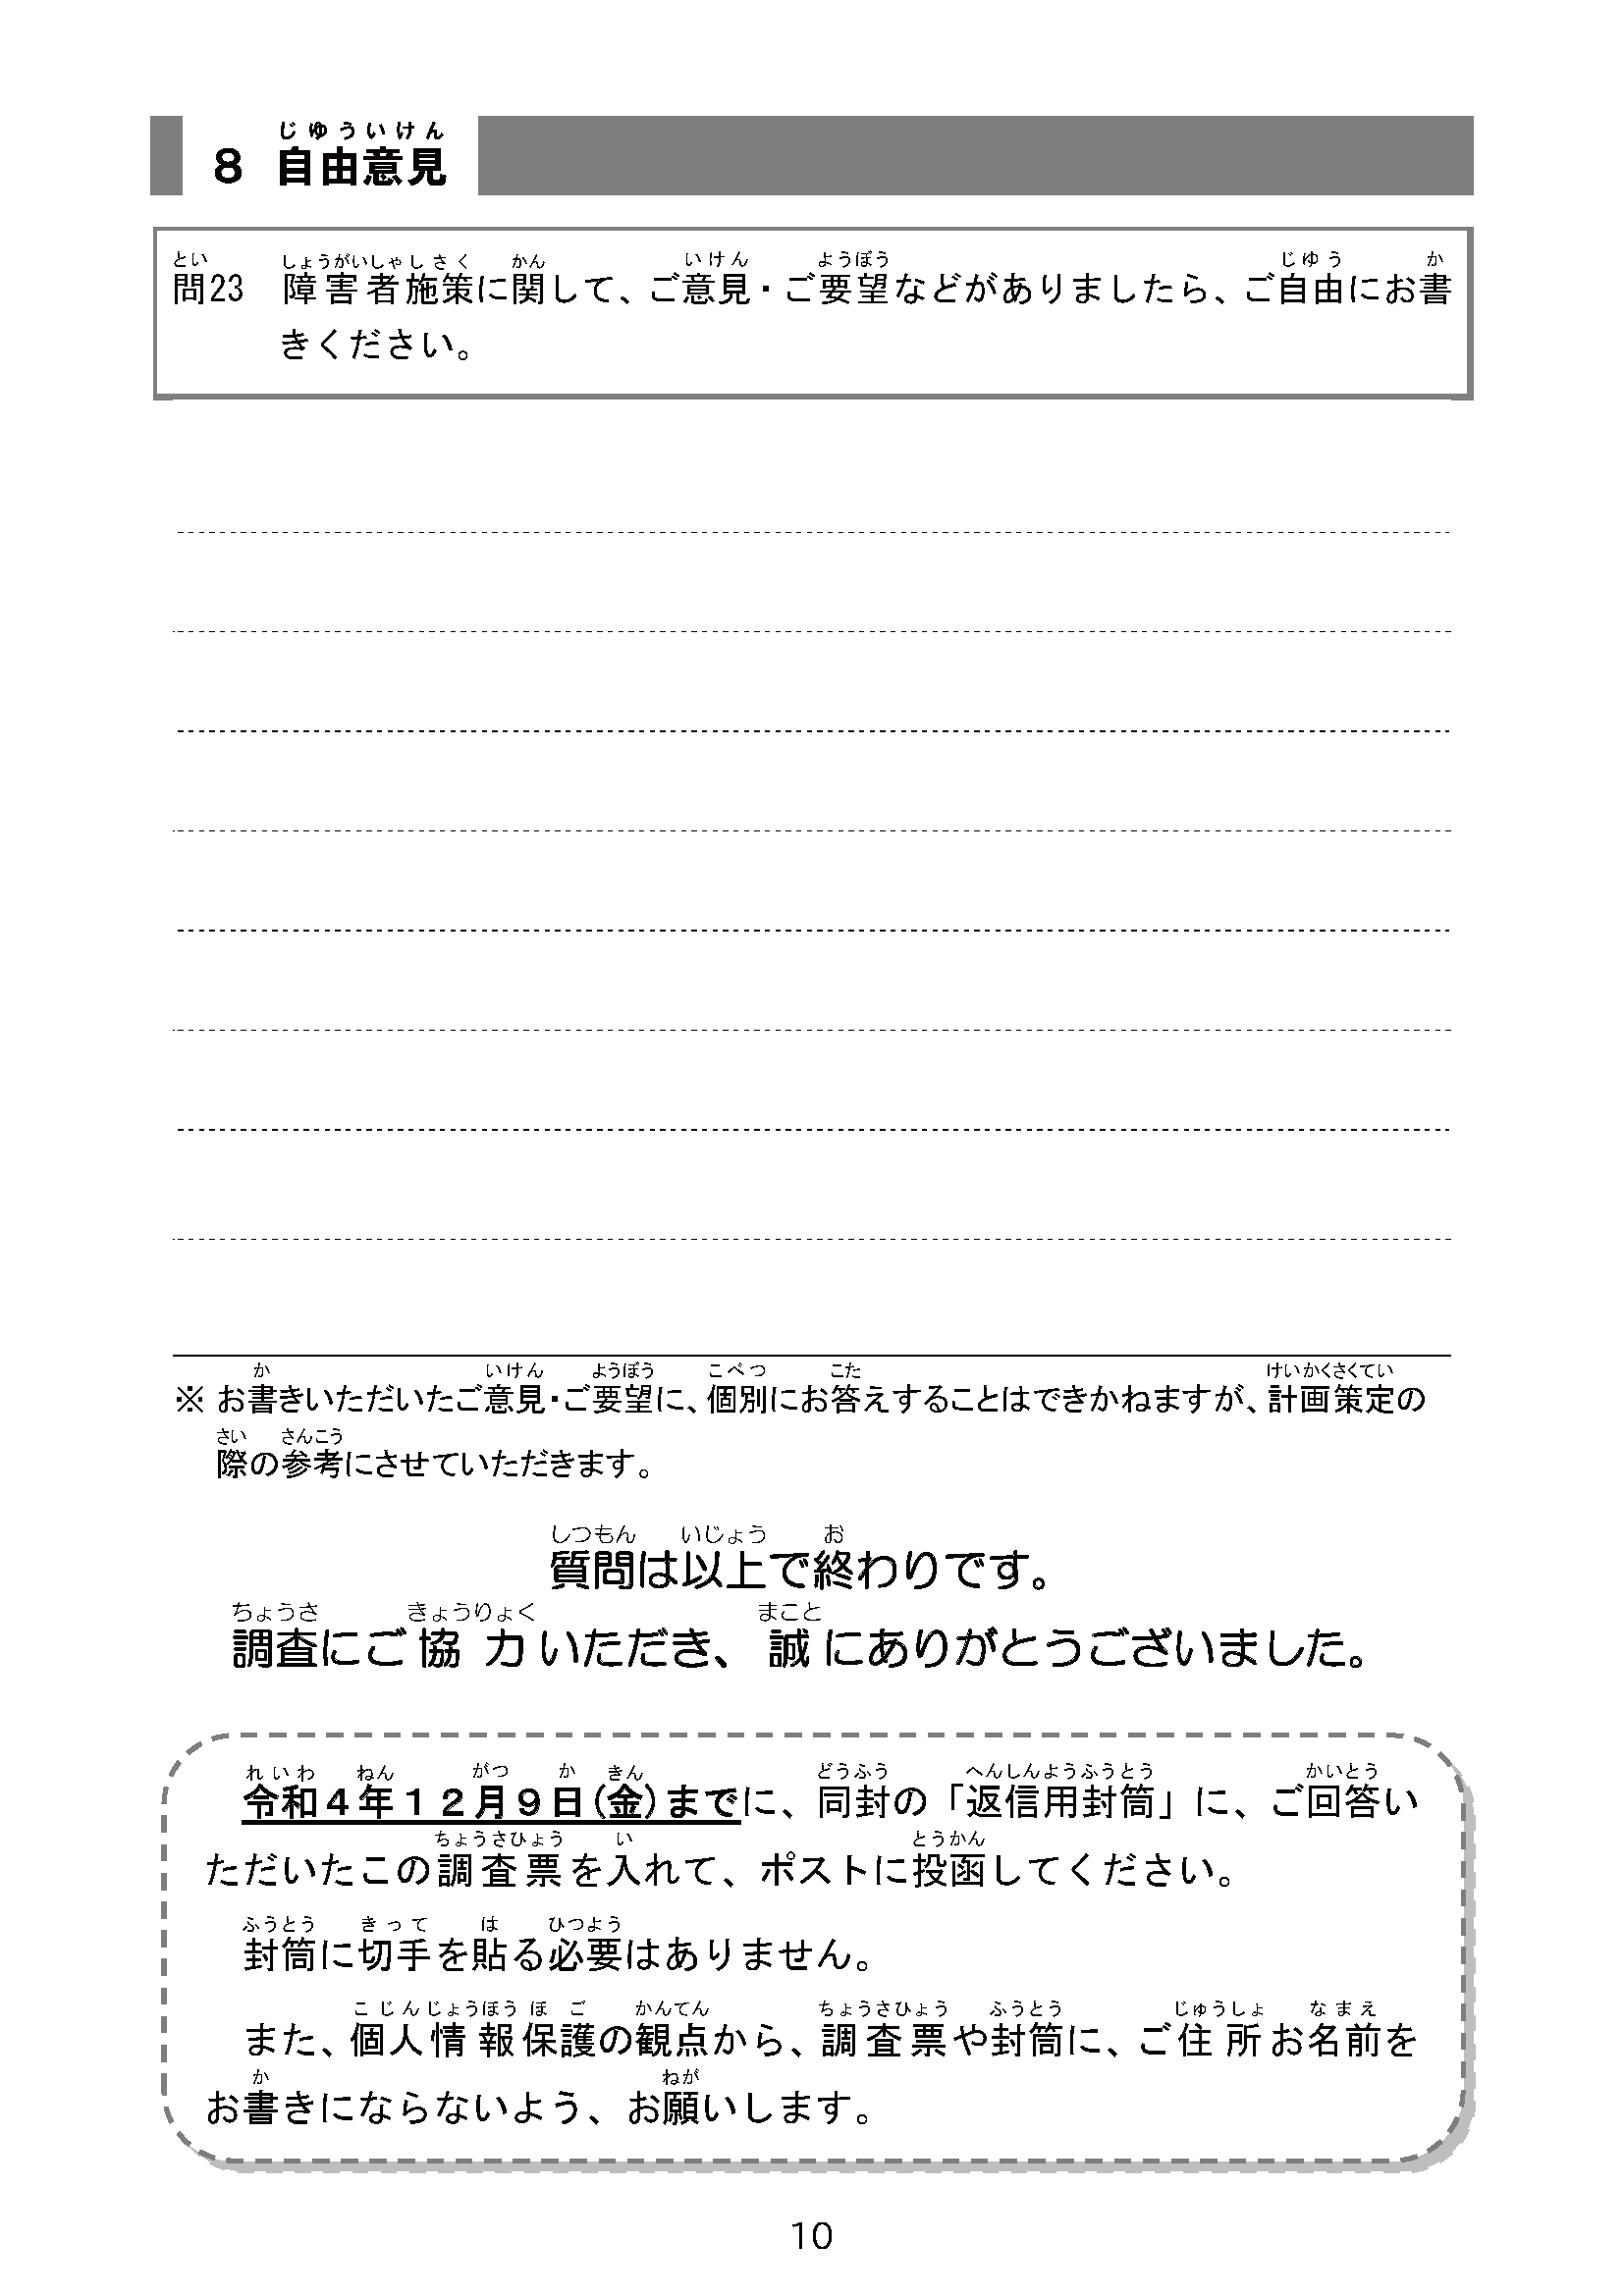 じゆういけん
８ 自由意見
とい しょうがいしゃしさく かん いけん ようぼう じゆう か
問23 障害者施策に関して、ご意見・ご要望などがありましたら、ご自由にお書
きください。
か いけん ようぼう こべつ こた けいかくさくてい
※ お書きいただいたご意見・ご要望に、個別にお答えすることはできかねますが、計画策定の
さい さんこう
際の参考にさせていただきます。
しつもん いじょう お
質問は以上で終わりです。
ちょうさ きょうりょく まこと
調査にご協力いただき、誠にありがとうございました。
れいわ ねん がつ か きん どうふう へんしんようふうとう かいとう
令和４年１２月９日（金）までに、同封の「返信用封筒」に、ご回答い
ちょうさひょう い とうかん
ただいたこの調査票を入れて、ポストに投函してください。
ふうとう きって は ひつよう
封筒に切手を貼る必要はありません。
こじんじょうほうほご かんてん ちょうさひょう ふうとう じゅうしょ なまえ
また、個人情報保護の観点から、調査票や封筒に、ご住所お名前を
か ねが
お書きにならないよう、お願いします。
10